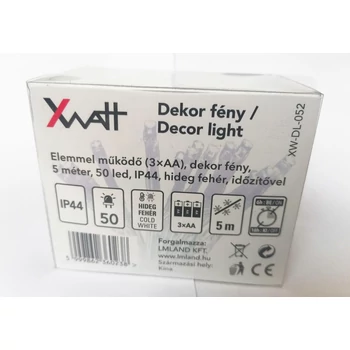 Xwatt
Dekor fény /
Decor light
XW-DL-052
Elemmel működő (3×AA), dekor fény,
5 méter, 50 led, IP44, hideg fehér, időzítővel
IP44
50
HIDEG
FEHÉR
COLD
WHITE
3×AA
5 m
Forgalmazza:
LMLAND KFT.
www.lmland.hu
Származási hely:
Kína